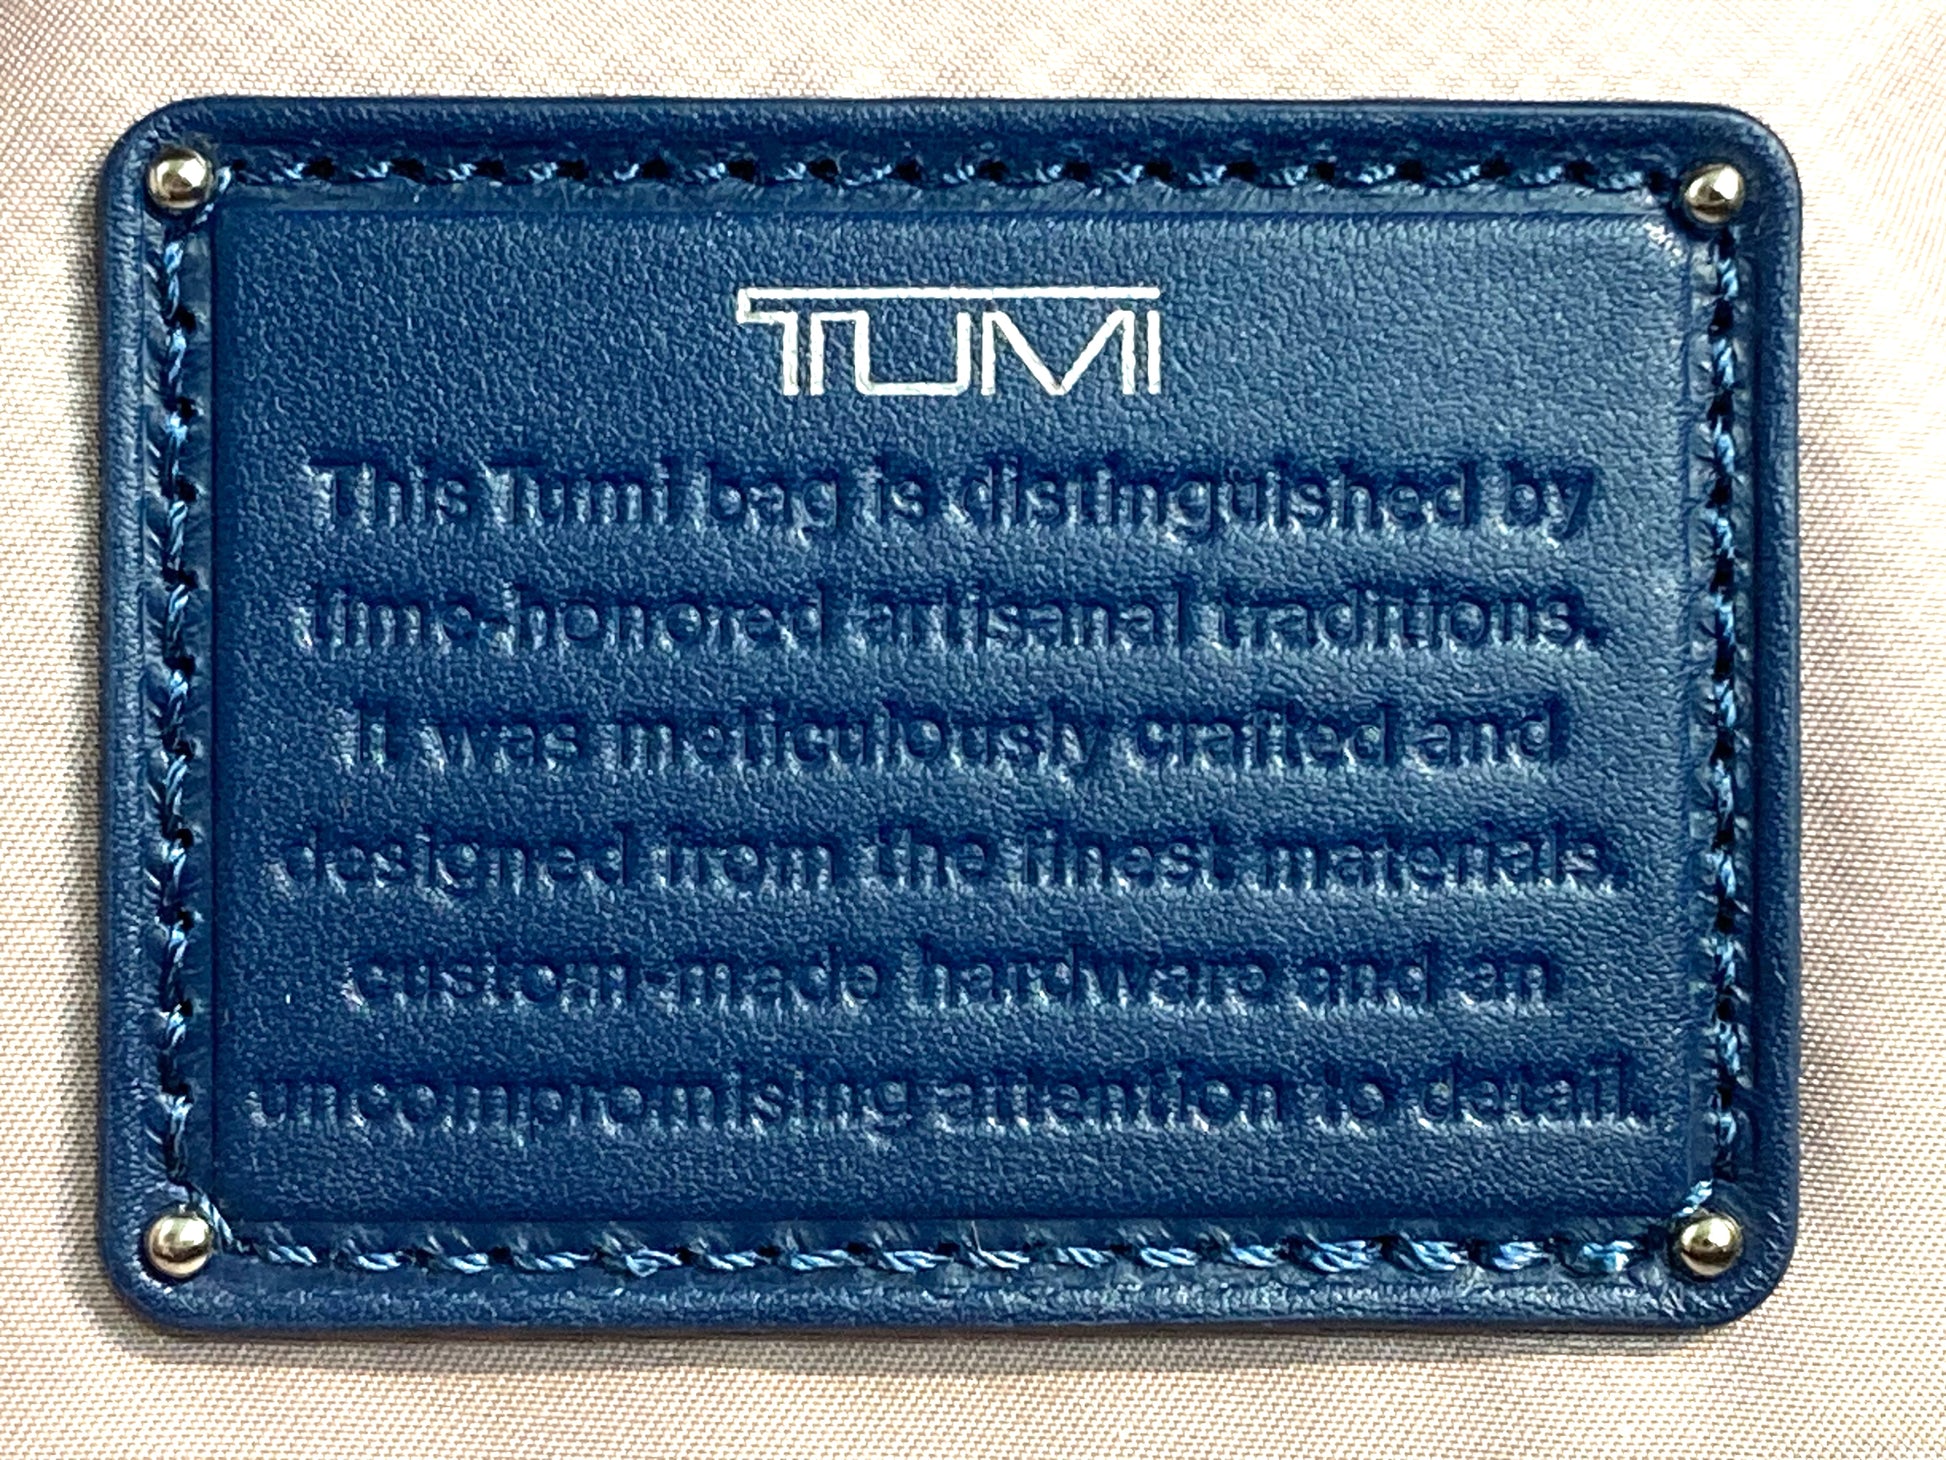 TUMI
This Tumi bag is distinguished by
time-honored artisanal traditions.
It was meticulously crafted and
designed from the finest materials,
custom-made hardware and an
uncompromising attention to detail.